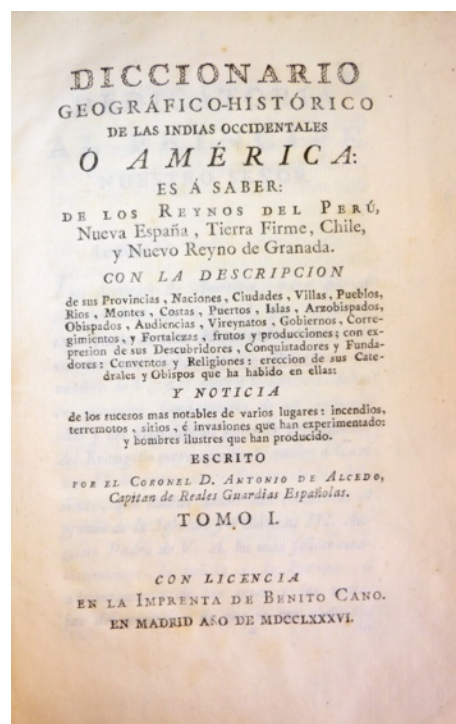 DICCIONARIO
GEOGRÁFICO-HISTÓRICO
DE LAS INDIAS OCCIDENTALES
Ó AMÉRICA:
ES Á SABER:
DE LOS REYNOS DEL PERÚ,
Nueva España, Tierra Firme, Chile,
y Nuevo Reyno de Granada.
CON LA DESCRIPCION
de sus Provincias, Naciones, Ciudades, Villas, Pueblos,
Rios, Montes, Costas, Puertos, Islas, Arzobispados,
Obispados, Audiencias, Vireynatos, Gobiernos, Corre-
gimientos, y Fortalezas, frutos y producciones; con ex-
presion de sus Descubridores, Conquistadores y Funda-
dores: Conventos y Religiones: ereccion de sus Cate-
drales y Obispos que ha habido en ellas:
Y NOTICIA
de los sucesos mas notables de varios lugares: incendios,
terremotos, sitios, é invasiones que han experimentado:
y hombres ilustres que han producido.
ESCRITO
POR EL CORONEL D. ANTONIO DE ALCEDO,
Capitan de Reales Guardias Españolas.
TOMO I.
CON LICENCIA
EN LA IMPRENTA DE BENITO CANO.
EN MADRID AÑO DE MDCCLXXXVI.